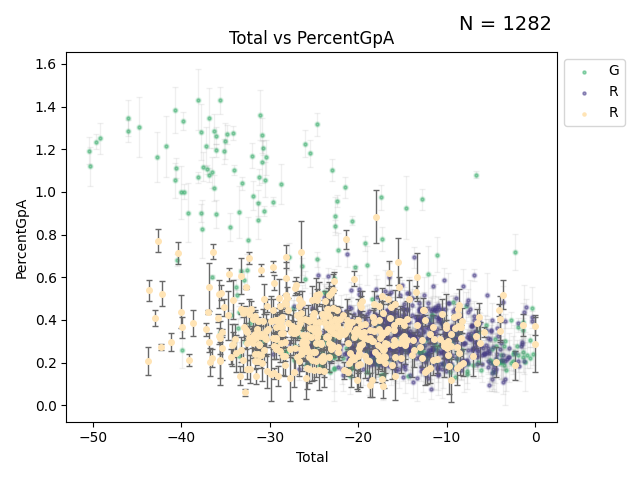 N = 1282
Total vs PercentGpA
G
R
R
1.6
1.4
1.2
1.0
0.8
0.6
0.4
0.2
0.0
PercentGpA
−50 −40 −30 −20 −10 0
Total